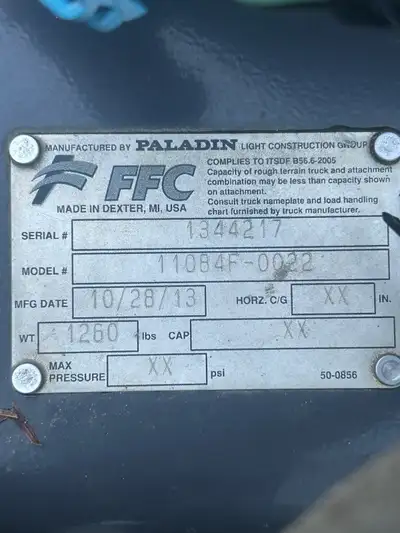 MANUFACTURED BY PALADIN LIGHT CONSTRUCTION GROUP
COMPLIES TO ITSDF B56.6-2005
Capacity of rough terrain truck and attachment
combination may be less than capacity shown
on attachment.
Consult truck nameplate and load handling
chart furnished by truck manufacturer.
FFC
MADE IN DEXTER, MI. USA
SERIAL # 1344217
MODEL # 11084F-0022
MFG DATE 10/28/13 HORZ. C/G XX IN.
WT. 1260 lbs CAP XX
MAX PRESSURE XX psi
50-0856